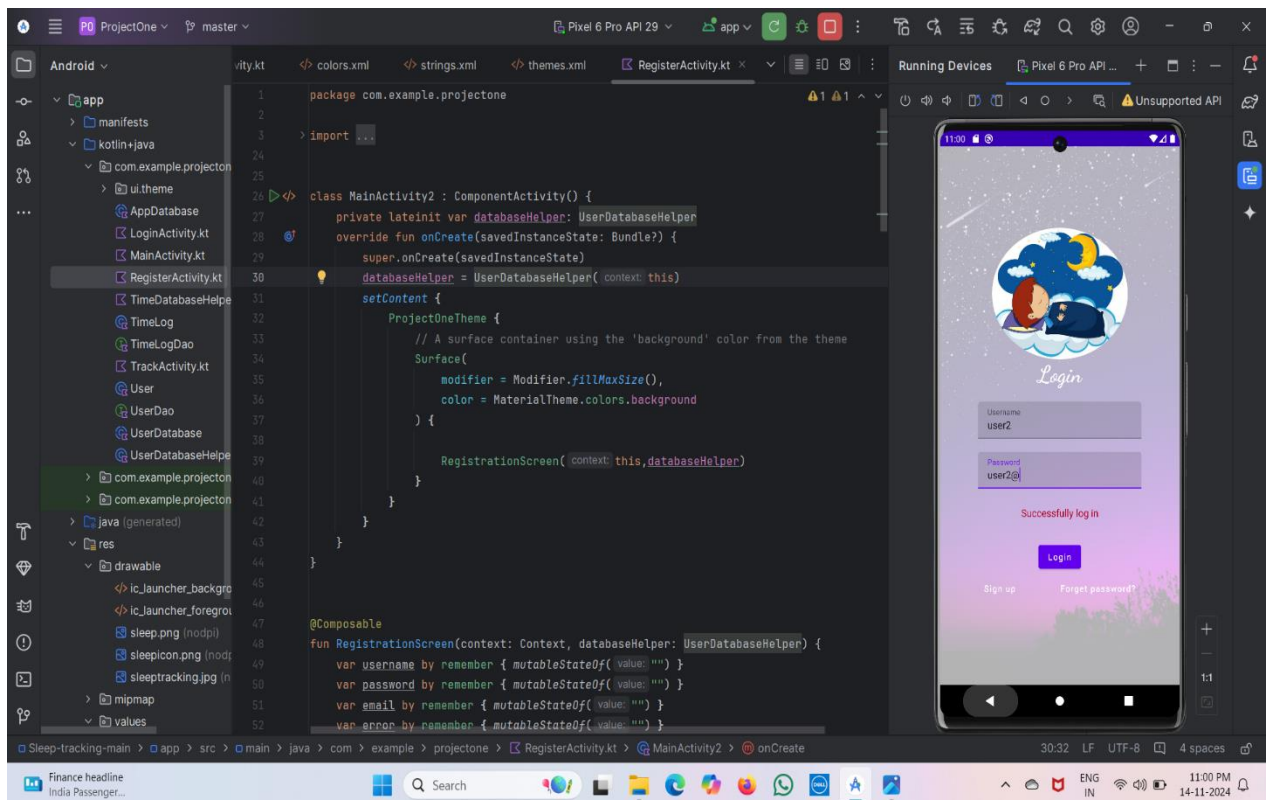 PO ProjectOne master Pixel 6 Pro API 29 app
Android
vity.kt colors.xml strings.xml themes.xml RegisterActivity.kt
Running Devices Pixel 6 Pro API ...
Unsupported API
app
manifests
kotlin+java
com.example.projecton
ui.theme
AppDatabase
LoginActivity.kt
MainActivity.kt
RegisterActivity.kt
TimeDatabaseHelpe
TimeLog
TimeLogDao
TrackActivity.kt
User
UserDao
UserDatabase
UserDatabaseHelpe
com.example.projecton
com.example.projecton
java (generated)
res
drawable
ic_launcher_backgro
ic_launcher_foregrou
sleep.png (nodpi)
sleepicon.png (nodp
sleeptracking.jpg (n
mipmap
values
1 package com.example.projectone
1 1
2
3 import ...
24
25
26 class MainActivity2 : ComponentActivity() {
27 private lateinit var databaseHelper: UserDatabaseHelper
28 override fun onCreate(savedInstanceState: Bundle?) {
29 super.onCreate(savedInstanceState)
30 databaseHelper = UserDatabaseHelper( context: this)
31 setContent {
32 ProjectOneTheme {
33 // A surface container using the 'background' color from the theme
34 Surface(
35 modifier = Modifier.fillMaxSize(),
36 color = MaterialTheme.colors.background
37 ) {
38
39 RegistrationScreen( context: this,databaseHelper)
40 }
41 }
42 }
43 }
44 }
45
46
47 @Composable
48 fun RegistrationScreen(context: Context, databaseHelper: UserDatabaseHelper) {
49 var username by remember { mutableStateOf( value: "") }
50 var password by remember { mutableStateOf( value: "") }
51 var email by remember { mutableStateOf( value: "") }
52 var error by remember { mutableStateOf( value: "") }
11:00
Login
Username
user2
Password
user2@
Successfully log in
Login
Sign up Forget password?
1:1
Sleep-tracking-main > app > src > main > java > com > example > projectone > RegisterActivity.kt > MainActivity2 > onCreate
30:32 LF UTF-8 4 spaces
Finance headline
India Passenger...
Search
DELL
ENG
IN
11:00 PM
14-11-2024